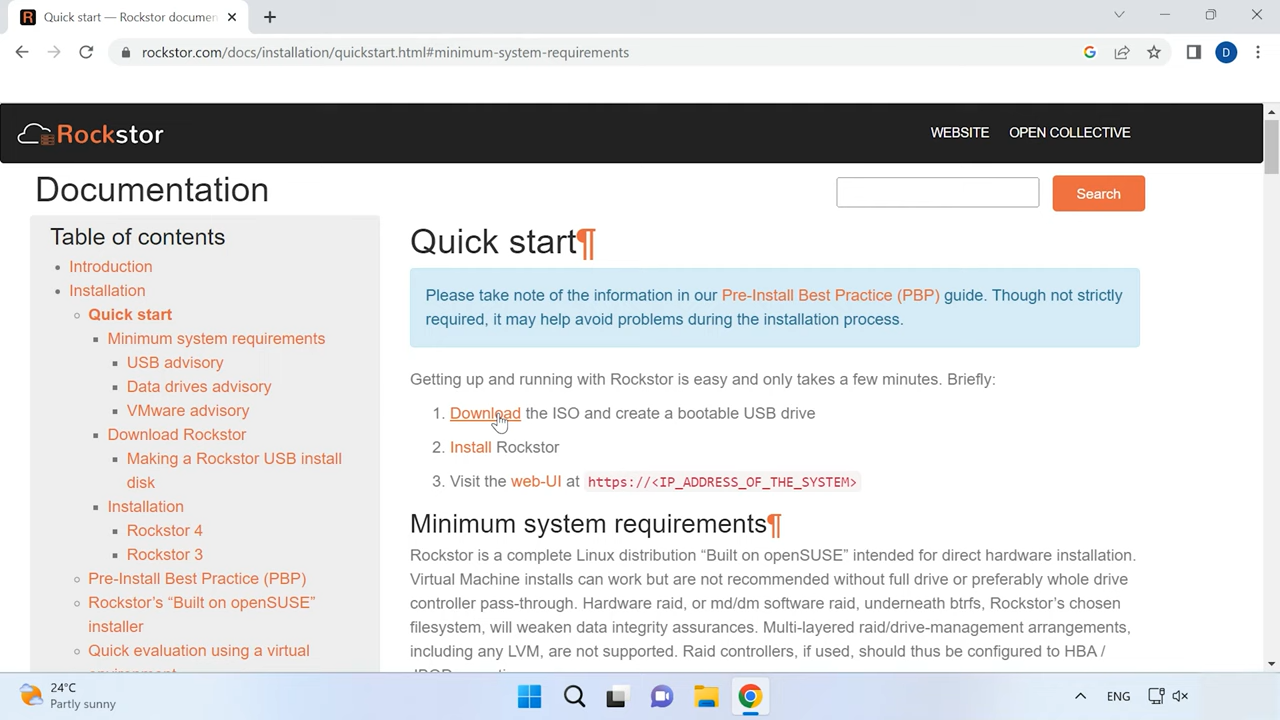 Quick start — Rockstor documen
rockstor.com/docs/installation/quickstart.html#minimum-system-requirements
D
Rockstor
WEBSITE OPEN COLLECTIVE
Documentation
Search
Table of contents
Introduction
Installation
Quick start
Minimum system requirements
USB advisory
Data drives advisory
VMware advisory
Download Rockstor
Making a Rockstor USB install
disk
Installation
Rockstor 4
Rockstor 3
Pre-Install Best Practice (PBP)
Rockstor's “Built on openSUSE”
installer
Quick evaluation using a virtual
Quick start¶
Please take note of the information in our Pre-Install Best Practice (PBP) guide. Though not strictly
required, it may help avoid problems during the installation process.
Getting up and running with Rockstor is easy and only takes a few minutes. Briefly:
1. Download the ISO and create a bootable USB drive
2. Install Rockstor
3. Visit the web-UI at https://<IP_ADDRESS_OF_THE_SYSTEM>
Minimum system requirements¶
Rockstor is a complete Linux distribution “Built on openSUSE” intended for direct hardware installation.
Virtual Machine installs can work but are not recommended without full drive or preferably whole drive
controller pass-through. Hardware raid, or md/dm software raid, underneath btrfs, Rockstor's chosen
filesystem, will weaken data integrity assurances. Multi-layered raid/drive-management arrangements,
including any LVM, are not supported. Raid controllers, if used, should thus be configured to HBA /
24°C
Partly sunny
ENG